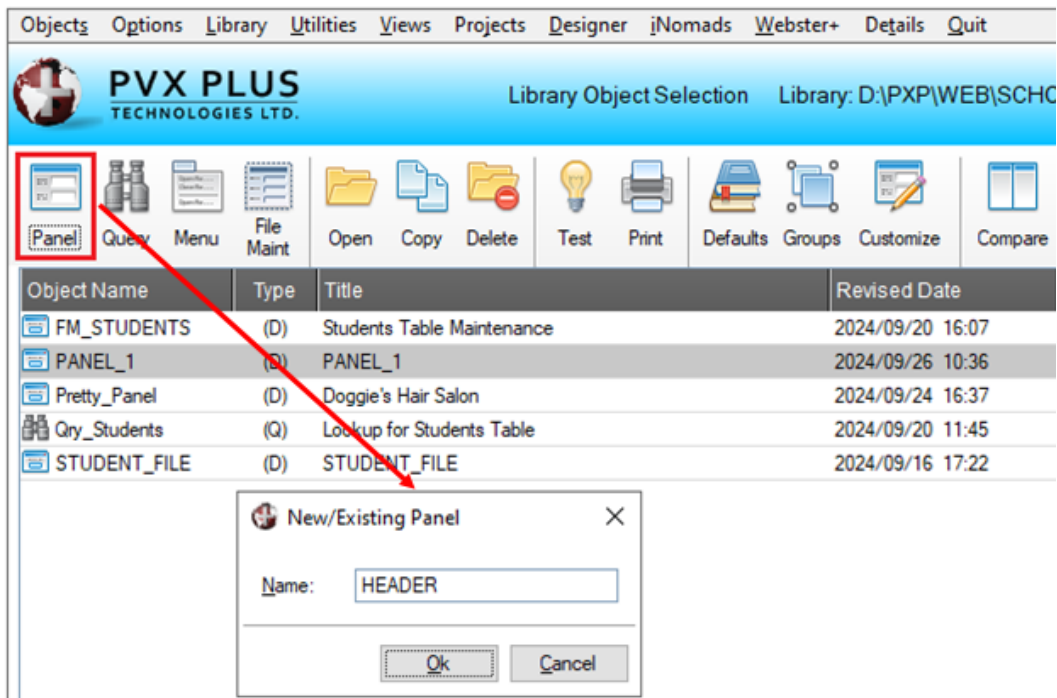 Objects Options Library Utilities Views Projects Designer iNomads Webster+ Details Quit
PVX PLUS
TECHNOLOGIES LTD.
Library Object Selection Library: D:\PXP\WEB\SCHO
Panel Query Menu File Maint Open Copy Delete Test Print Defaults Groups Customize Compare
Object Name Type Title Revised Date
FM_STUDENTS (D) Students Table Maintenance 2024/09/20 16:07
PANEL_1 (D) PANEL_1 2024/09/26 10:36
Pretty_Panel (D) Doggie's Hair Salon 2024/09/24 16:37
Qry_Students (Q) Lookup for Students Table 2024/09/20 11:45
STUDENT_FILE (D) STUDENT_FILE 2024/09/16 17:22
New/Existing Panel
Name: HEADER
Ok Cancel